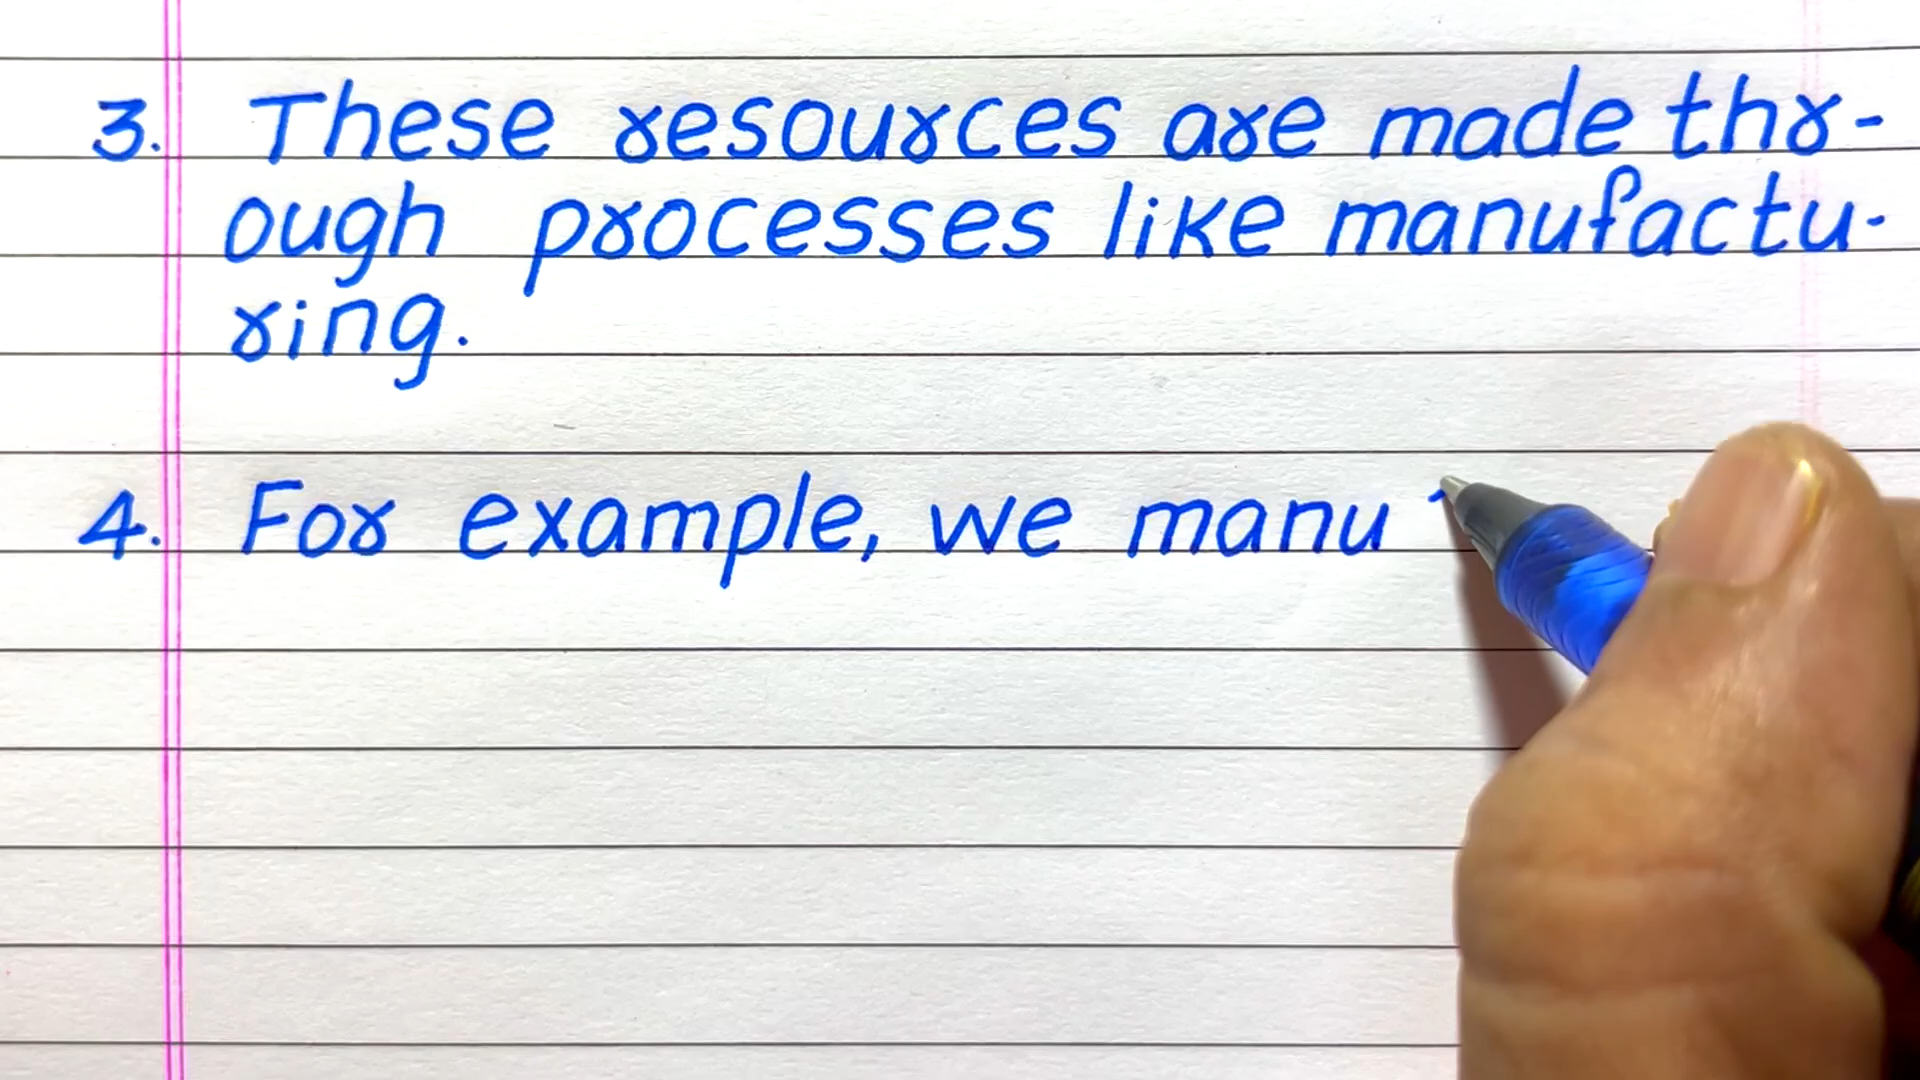 3. These resources are made thr-
ough processes like manufactu-
ring.
4. For example, we manu